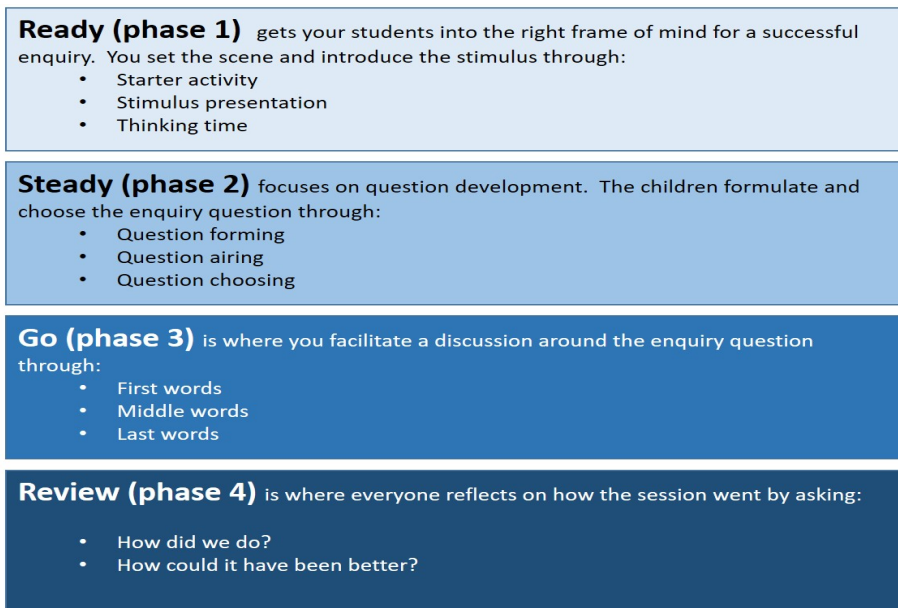 Ready (phase 1) gets your students into the right frame of mind for a successful
enquiry. You set the scene and introduce the stimulus through:
• Starter activity
• Stimulus presentation
• Thinking time
Steady (phase 2) focuses on question development. The children formulate and
choose the enquiry question through:
• Question forming
• Question airing
• Question choosing
Go (phase 3) is where you facilitate a discussion around the enquiry question
through:
• First words
• Middle words
• Last words
Review (phase 4) is where everyone reflects on how the session went by asking:
• How did we do?
• How could it have been better?